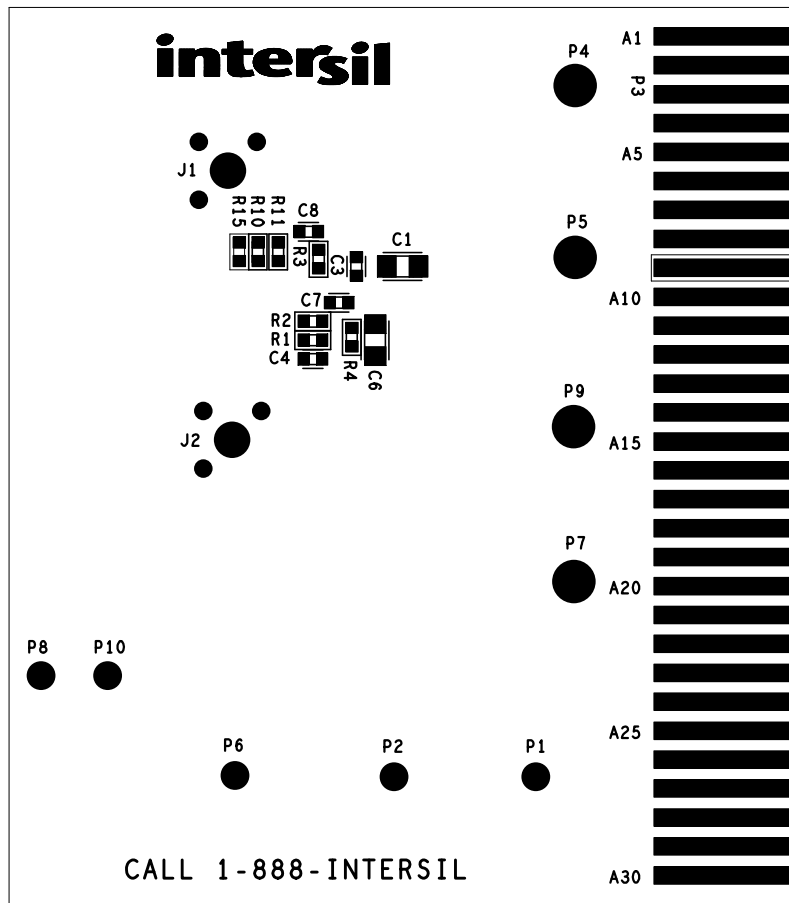 intersil
A1
P4
P3
A5
J1
R15
R10
R11
C8
P5
C1
R3
C3
A10
C7
R2
R1
C4
R4
C6
P9
J2
A15
P7
A20
P8
P10
A25
P6
P2
P1
CALL 1-888-INTERSIL
A30